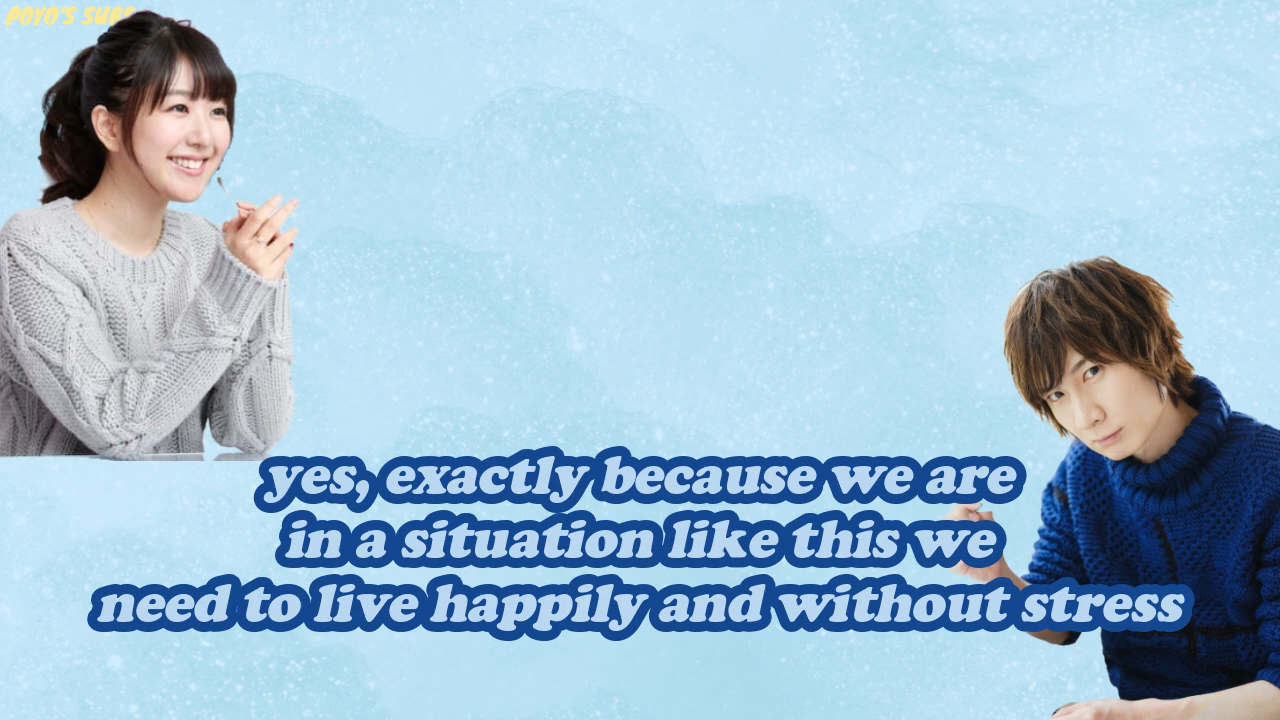 POYO'S SUBS
yes, exactly because we are
in a situation like this we
need to live happily and without stress